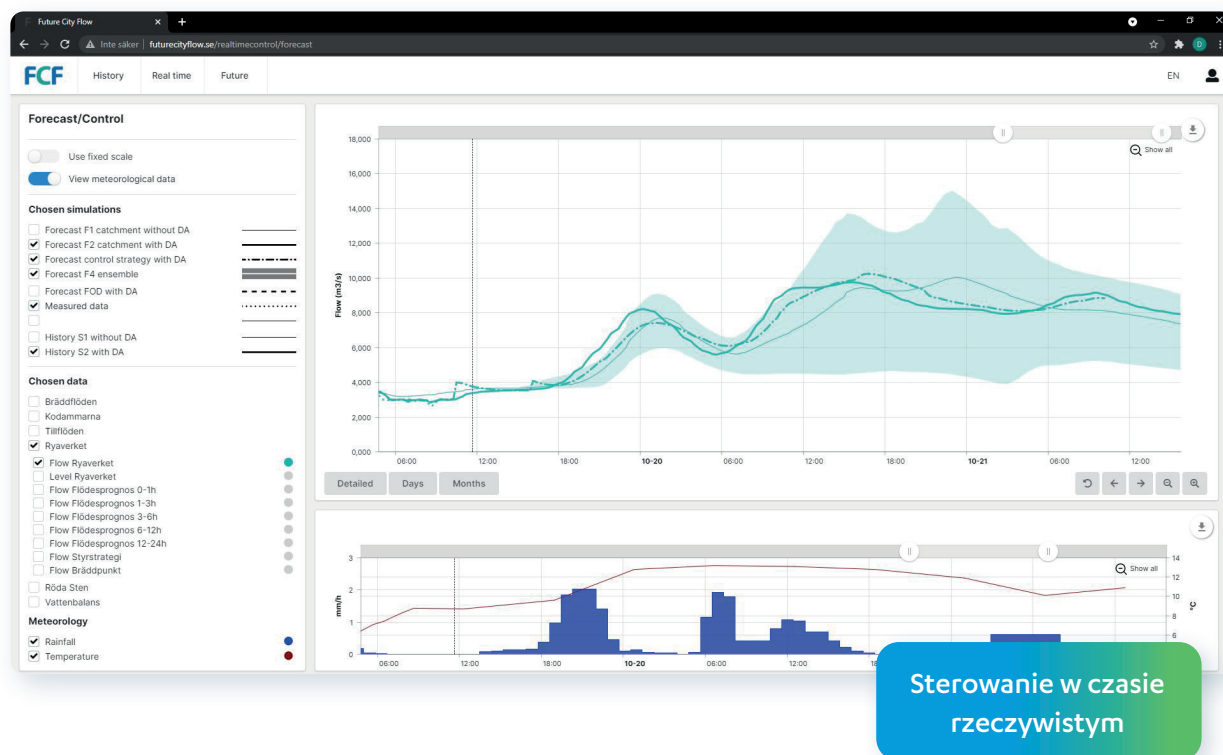 Future City Flow
Inte säker | futurecityflow.se/realtimecontrol/forecast
D
FCF
History
Real time
Future
EN
Forecast/Control
Use fixed scale
View meteorological data
Chosen simulations
Forecast F1 catchment without DA
Forecast F2 catchment with DA
Forecast control strategy with DA
Forecast F4 ensemble
Forecast FOD with DA
Measured data
History S1 without DA
History S2 with DA
Chosen data
Bräddflöden
Kodammarna
Tillflöden
Ryaverket
Flow Ryaverket
Level Ryaverket
Flow Flödesprognos 0-1h
Flow Flödesprognos 1-3h
Flow Flödesprognos 3-6h
Flow Flödesprognos 6-12h
Flow Flödesprognos 12-24h
Flow Styrstrategi
Flow Bräddpunkt
Röda Sten
Vattenbalans
Meteorology
Rainfall
Temperature
Show all
Flow (m3/s)
18,000
16,000
14,000
12,000
10,000
8,000
6,000
4,000
2,000
0,000
06:00 12:00 18:00 10-20 06:00 12:00 18:00 10-21 06:00 12:00
Detailed
Days
Months
Show all
mm/h
3
2
1
0
14
12
10
8
6
°C
06:00 12:00 18:00 10-20 06:00 12:00
Sterowanie w czasie
rzeczywistym